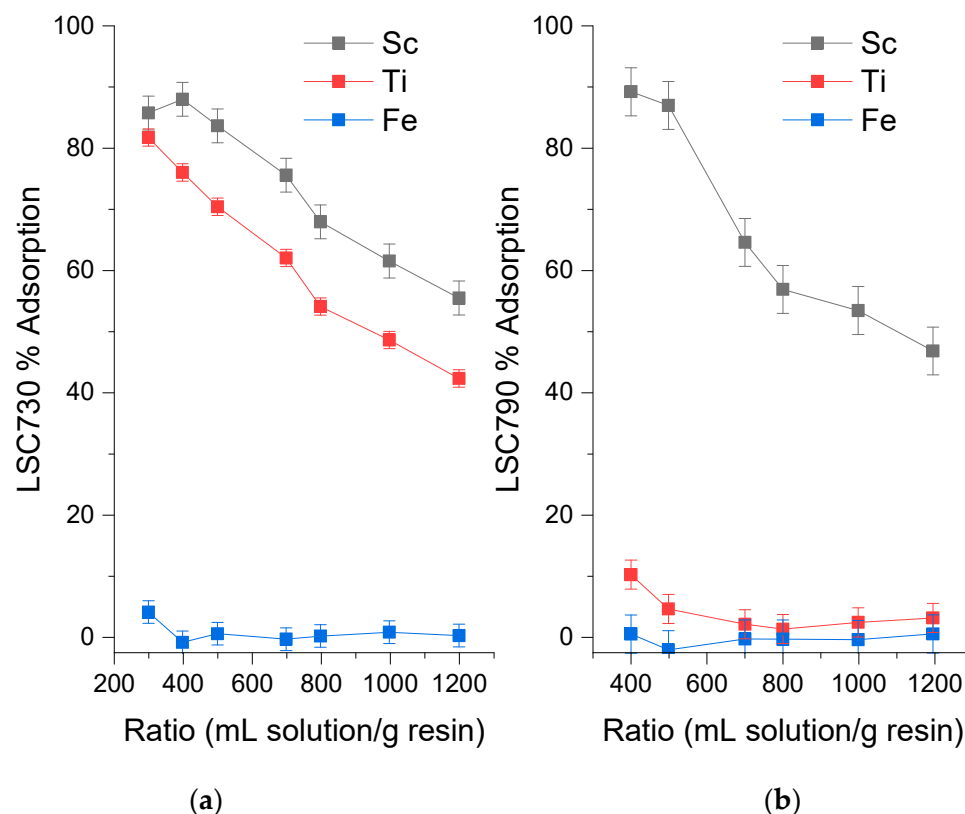 100
80
60
40
20
0
LSC730 % Adsorption
Sc
Ti
Fe
200 400 600 800 1000 1200
Ratio (mL solution/g resin)
(a)
100
80
60
40
20
0
LSC790 % Adsorption
Sc
Ti
Fe
400 600 800 1000 1200
Ratio (mL solution/g resin)
(b)